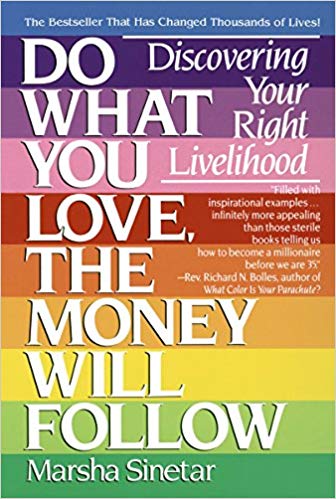 The Bestseller That Has Changed Thousands of Lives!
DO
WHAT
YOU
LOVE,
THE
MONEY
WILL
FOLLOW
Discovering
Your
Right
Livelihood
"Filled with
inspirational examples...
infinitely more appealing
than those sterile
books telling us
how to become a millionaire
before we are 35."
—Rev. Richard N. Bolles, author of
What Color Is Your Parachute?
Marsha Sinetar